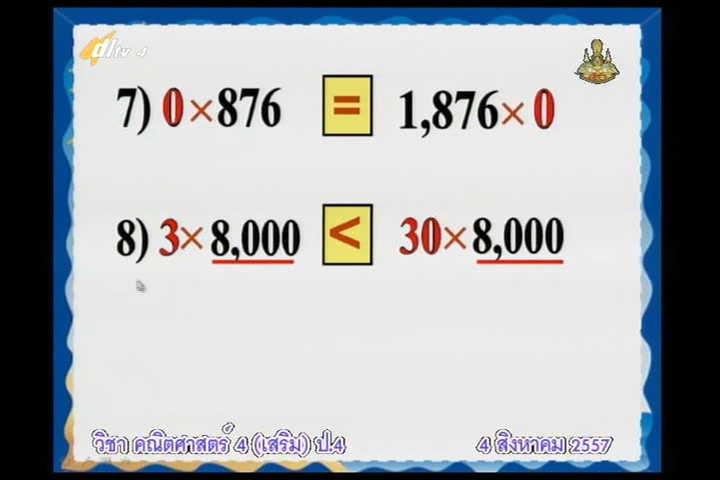 dltv 4
7) 0×876 = 1,876×0
8) 3×8,000 < 30×8,000
วิชา คณิตศาสตร์ 4 (เสริม) ป.4 4 สิงหาคม 2557